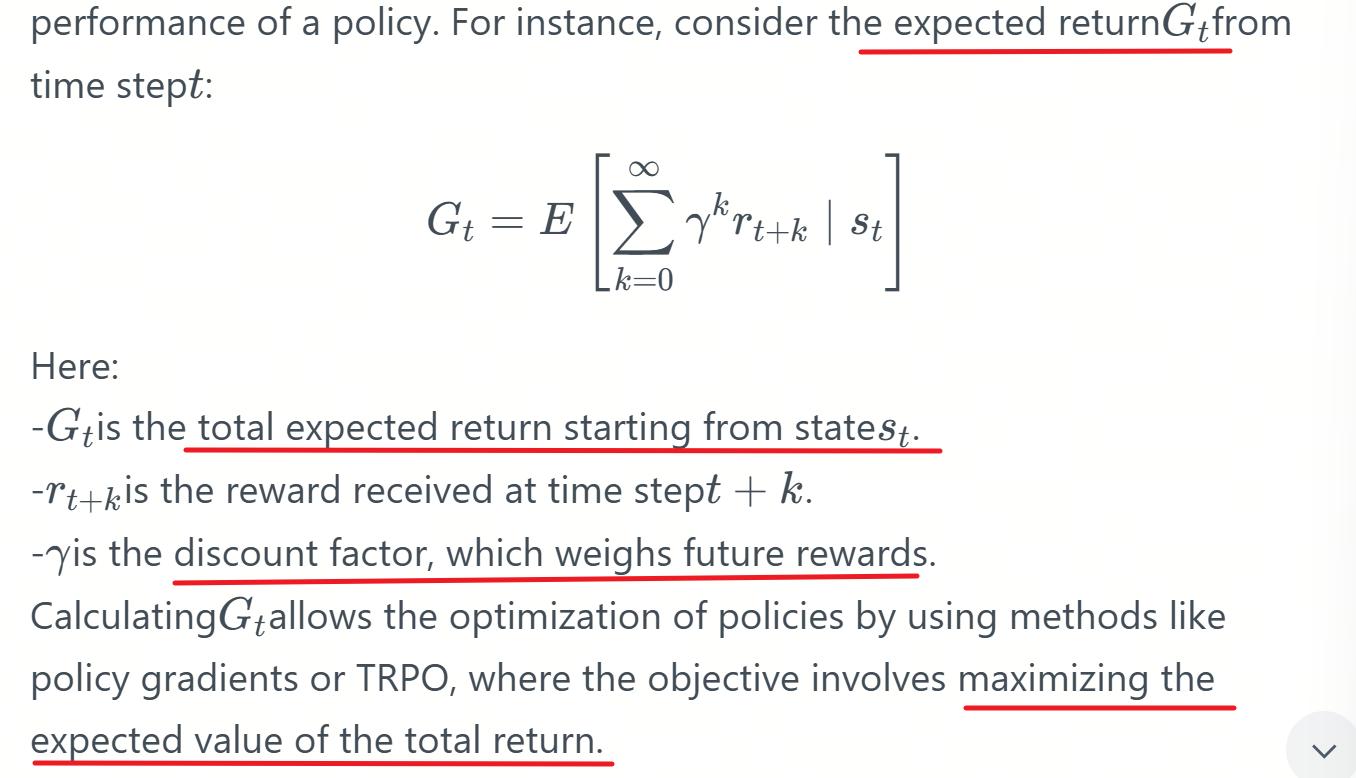 performance of a policy. For instance, consider the expected return$G_t$from
time step$t$:
$$G_t = E\left[\sum_{k=0}^{\infty} \gamma^k r_{t+k} \mid s_t\right]$$
Here:
-$G_t$is the total expected return starting from state$s_t$.
-$r_{t+k}$is the reward received at time step$t + k$.
-$\gamma$is the discount factor, which weighs future rewards.
Calculating$G_t$allows the optimization of policies by using methods like
policy gradients or TRPO, where the objective involves maximizing the
expected value of the total return.